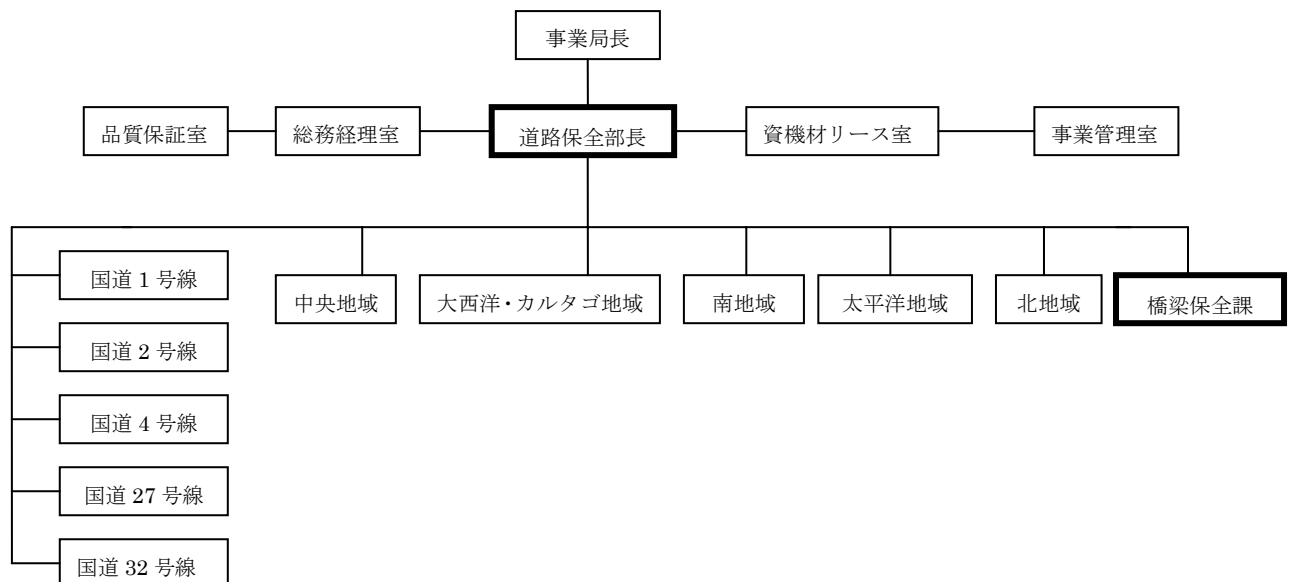 事業局長
品質保証室
総務経理室
道路保全部長
資機材リース室
事業管理室
国道 1 号線
中央地域
大西洋・カルタゴ地域
南地域
太平洋地域
北地域
橋梁保全課
国道 2 号線
国道 4 号線
国道 27 号線
国道 32 号線